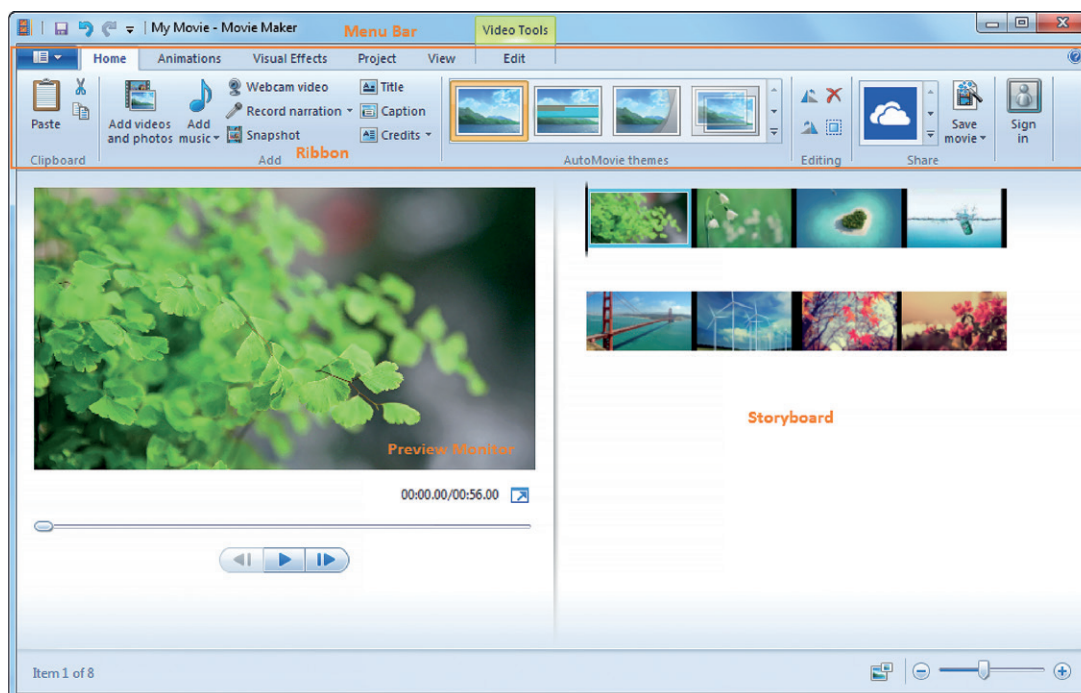 My Movie - Movie Maker
Menu Bar
Video Tools
Home Animations Visual Effects Project View Edit
Paste
Clipboard
Add videos
and photos
Add
music
Webcam video
Record narration
Snapshot
Title
Caption
Credits
Add
Ribbon
AutoMovie themes
Editing
Save
movie
Share
Sign
in
Preview Monitor
00:00.00/00:56.00
Storyboard
Item 1 of 8